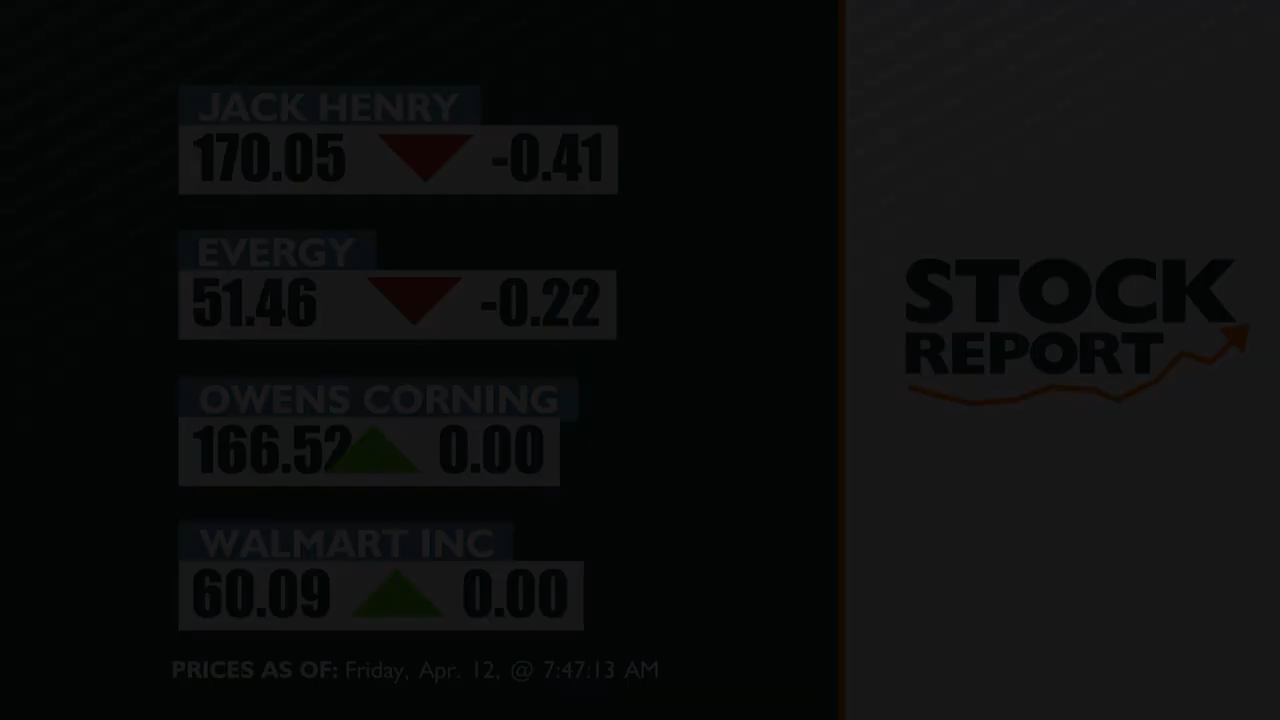 JACK HENRY
170.05 -0.41
EVERGY
51.46 -0.22
OWENS CORNING
166.52 0.00
WALMART INC
60.09 0.00
PRICES AS OF: Friday, Apr. 12, @ 7:47:13 AM
STOCK
REPORT